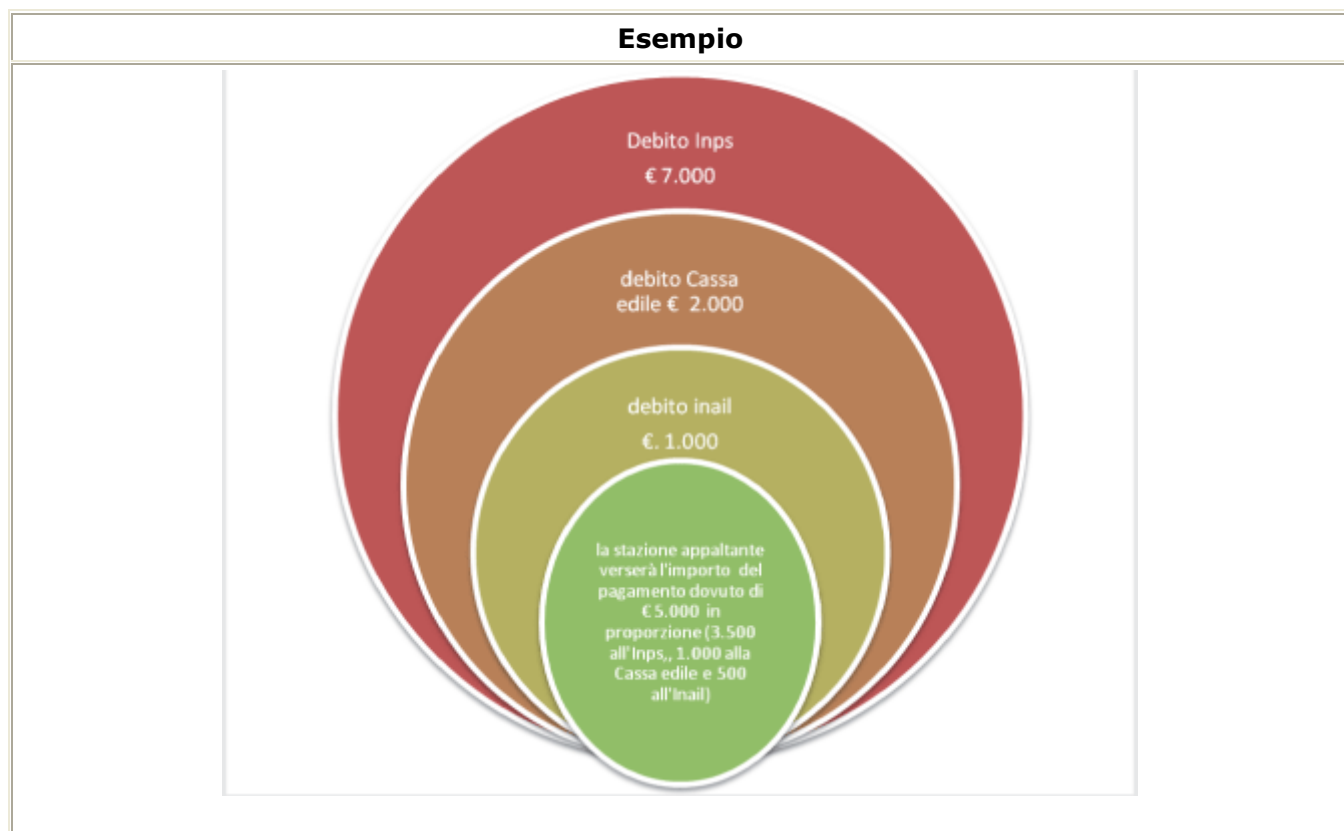 Esempio
Debito Inps
€ 7.000
debito Cassa
edile € 2.000
debito inail
€. 1.000
la stazione appaltante
verserà l'importo del
pagamento dovuto di
€ 5.000 in
proporzione (3.500
all'Inps,, 1.000 alla
Cassa edile e 500
all'Inail)